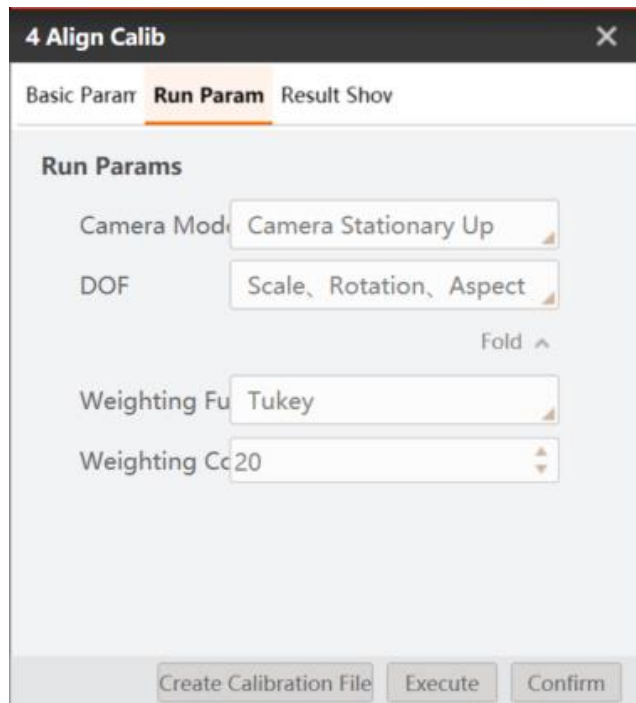 4 Align Calib
Basic Param Run Param Result Shov
Run Params
Camera Mod Camera Stationary Up
DOF Scale、Rotation、Aspect
Fold
Weighting Fu Tukey
Weighting Co 20
Create Calibration File Execute Confirm